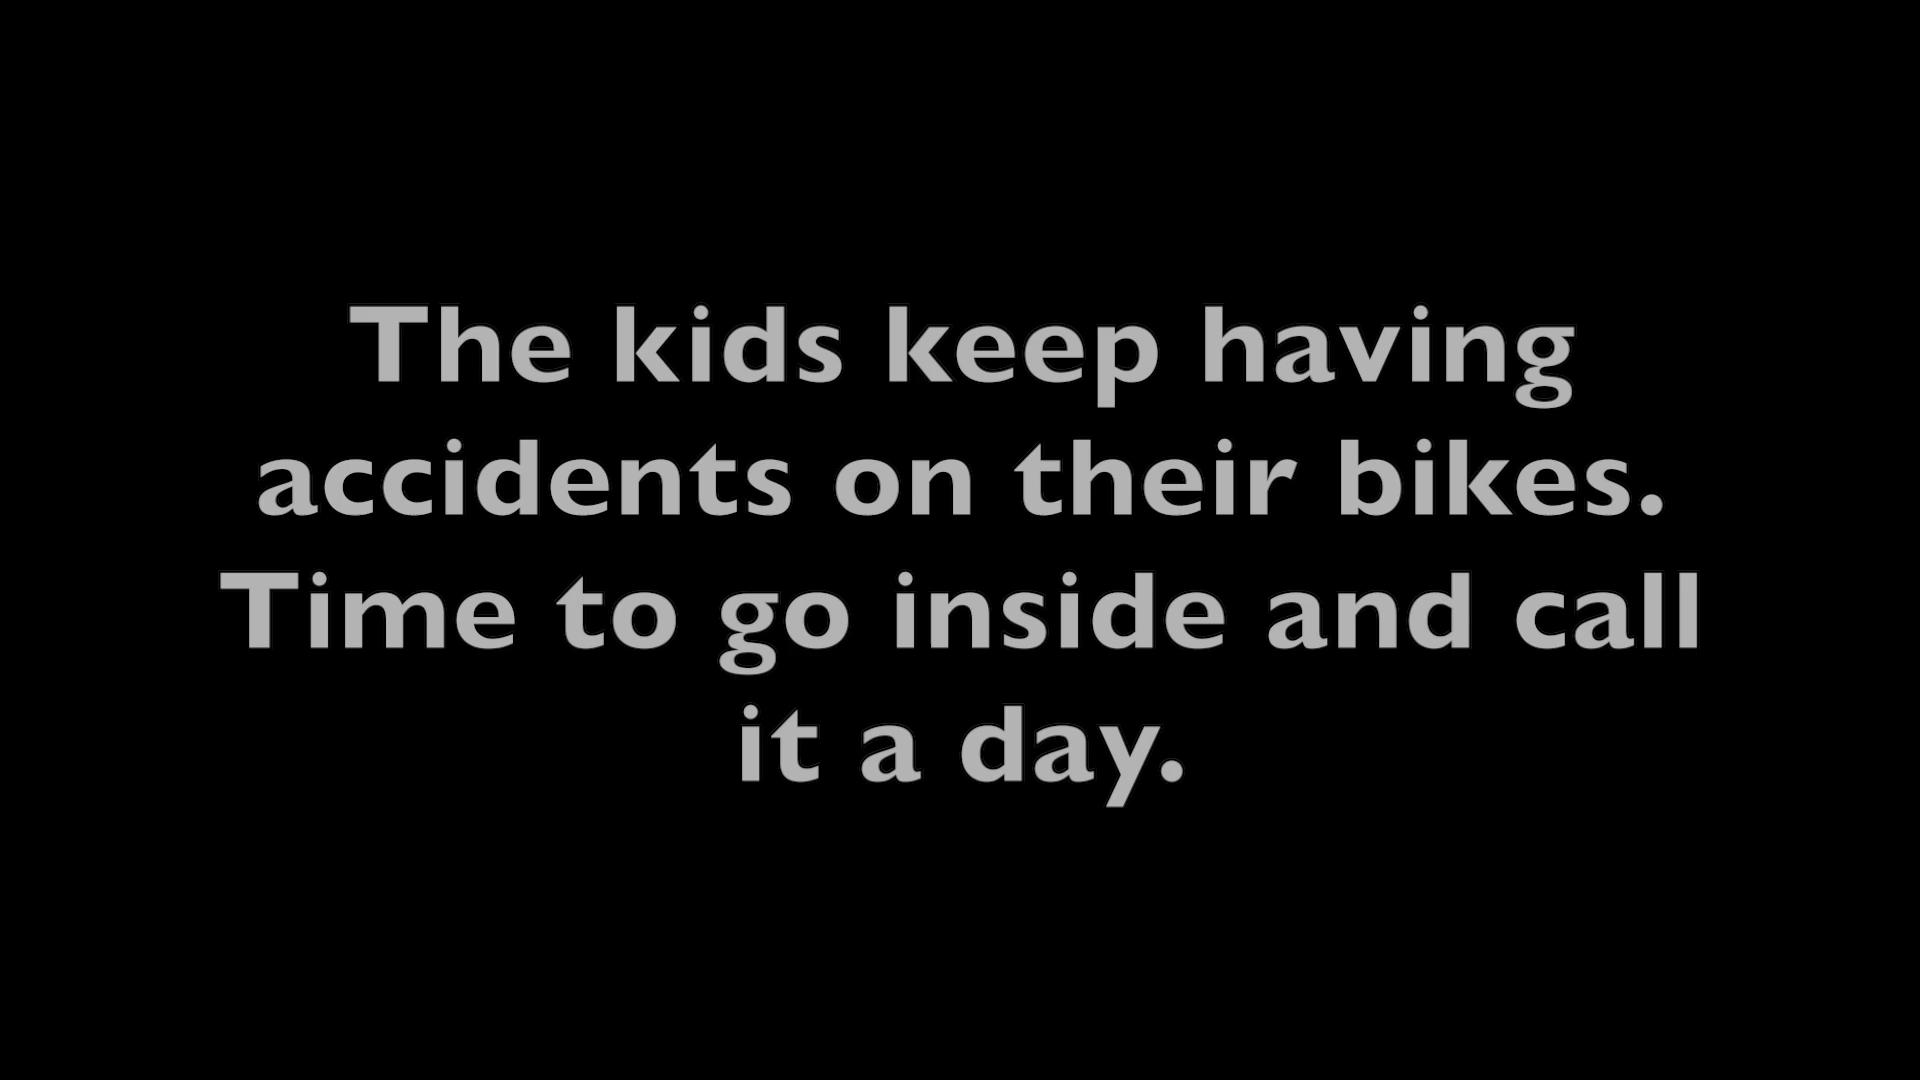 The kids keep having
accidents on their bikes.
Time to go inside and call
it a day.